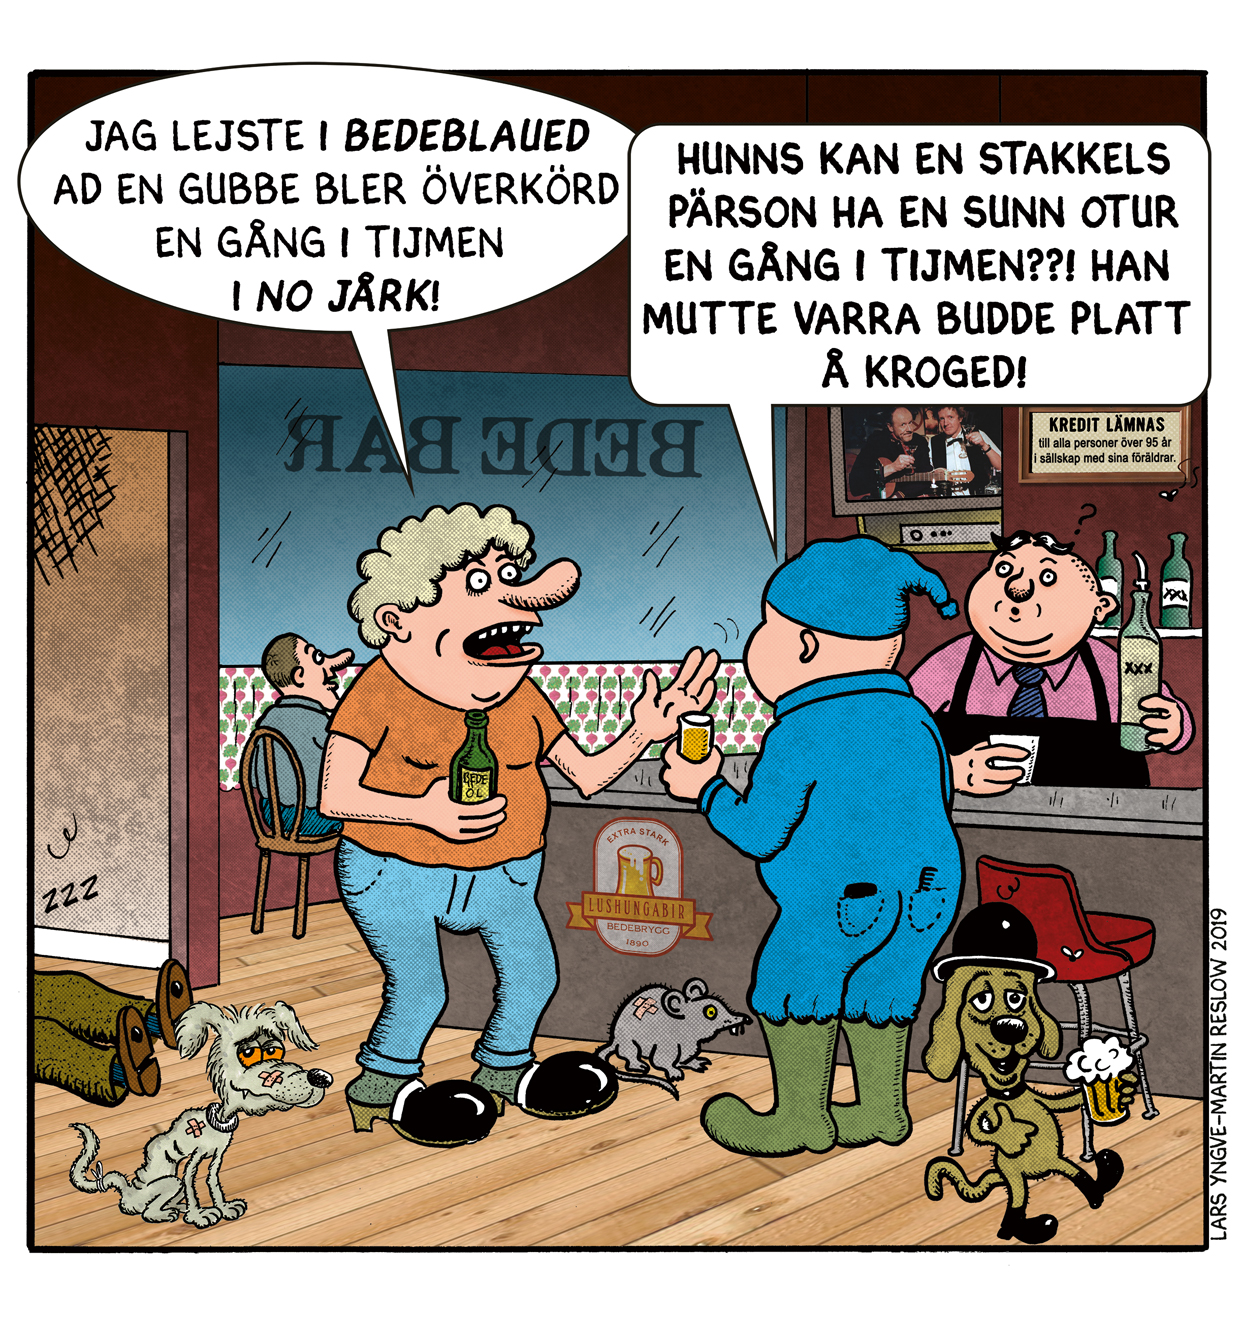 JAG LEJSTE I BEDEBLAUED
AD EN GUBBE BLER ÖVERKÖRD
EN GÅNG I TIJMEN
I NO JÅRK!
HUNNS KAN EN STAKKELS
PÄRSON HA EN SUNN OTUR
EN GÅNG I TIJMEN??! HAN
MUTTE VARRA BUDDE PLATT
Å KROGED!
BEDE BAR
KREDIT LÄMNAS
till alla personer över 95 år
i sällskap med sina föräldrar.
?
XXX
XXX
BEDE
ÖL
EXTRA STARK
LUSHUNGABIR
BEDEBRYGG
1890
ZZZ
LARS YNGVE-MARTIN RESLOW 2019